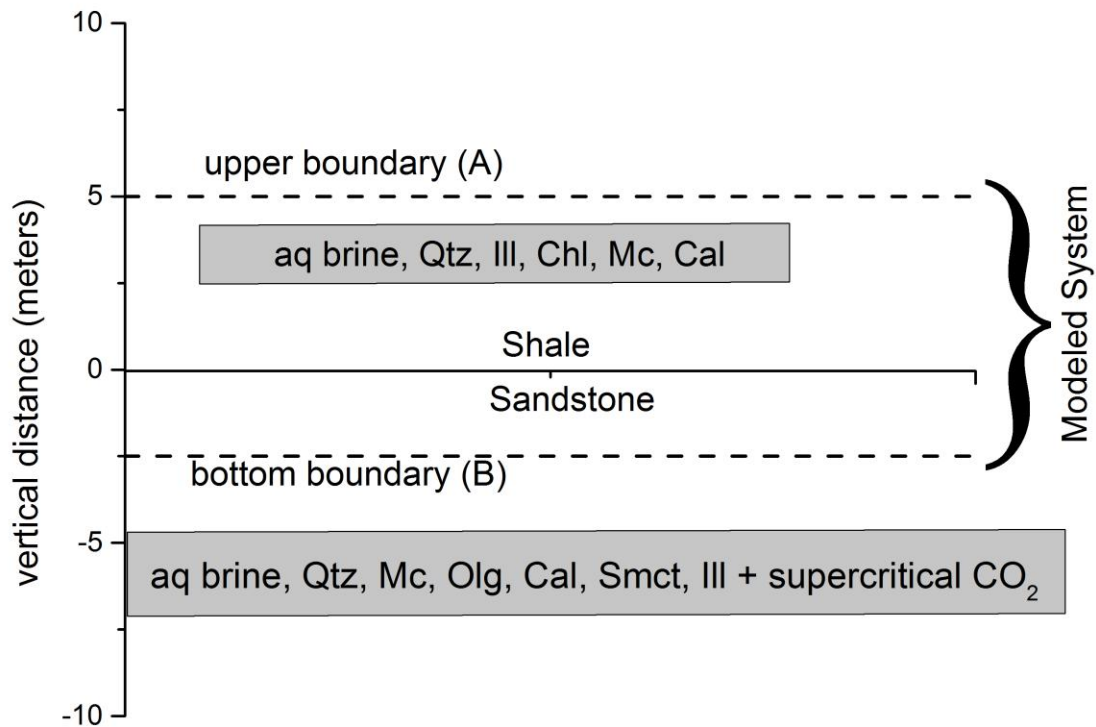 10
upper boundary (A)
5
aq brine, Qtz, Ill, Chl, Mc, Cal
Shale
0
Sandstone
bottom boundary (B)
-5
aq brine, Qtz, Mc, Olg, Cal, Smct, Ill + supercritical CO₂
-10
vertical distance (meters)
Modeled System